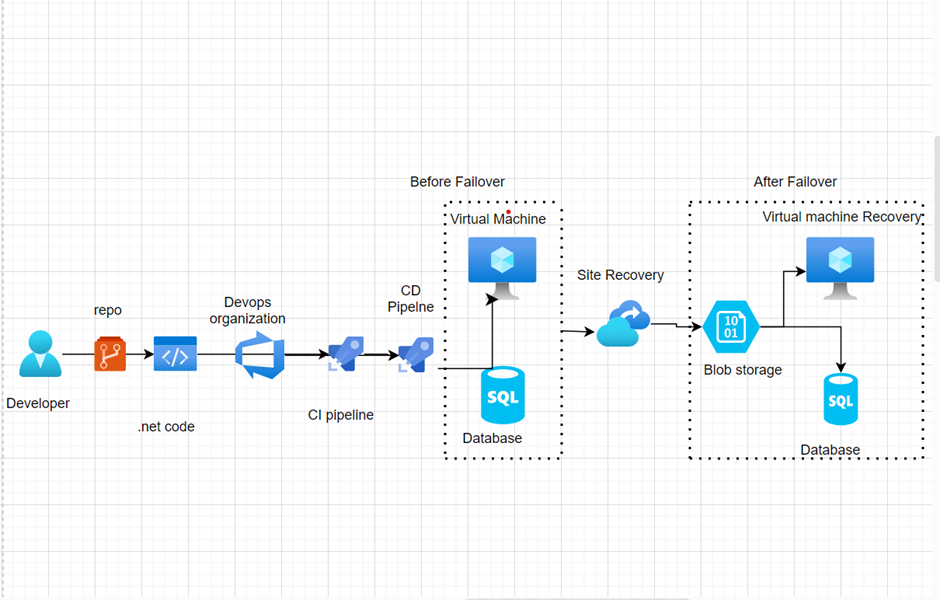 Before Failover
After Failover
Virtual Machine
Virtual machine Recovery
Site Recovery
CD
Pipelne
Devops
organization
repo
10
01
SQL
SQL
Blob storage
Developer
CI pipeline
.net code
Database
Database